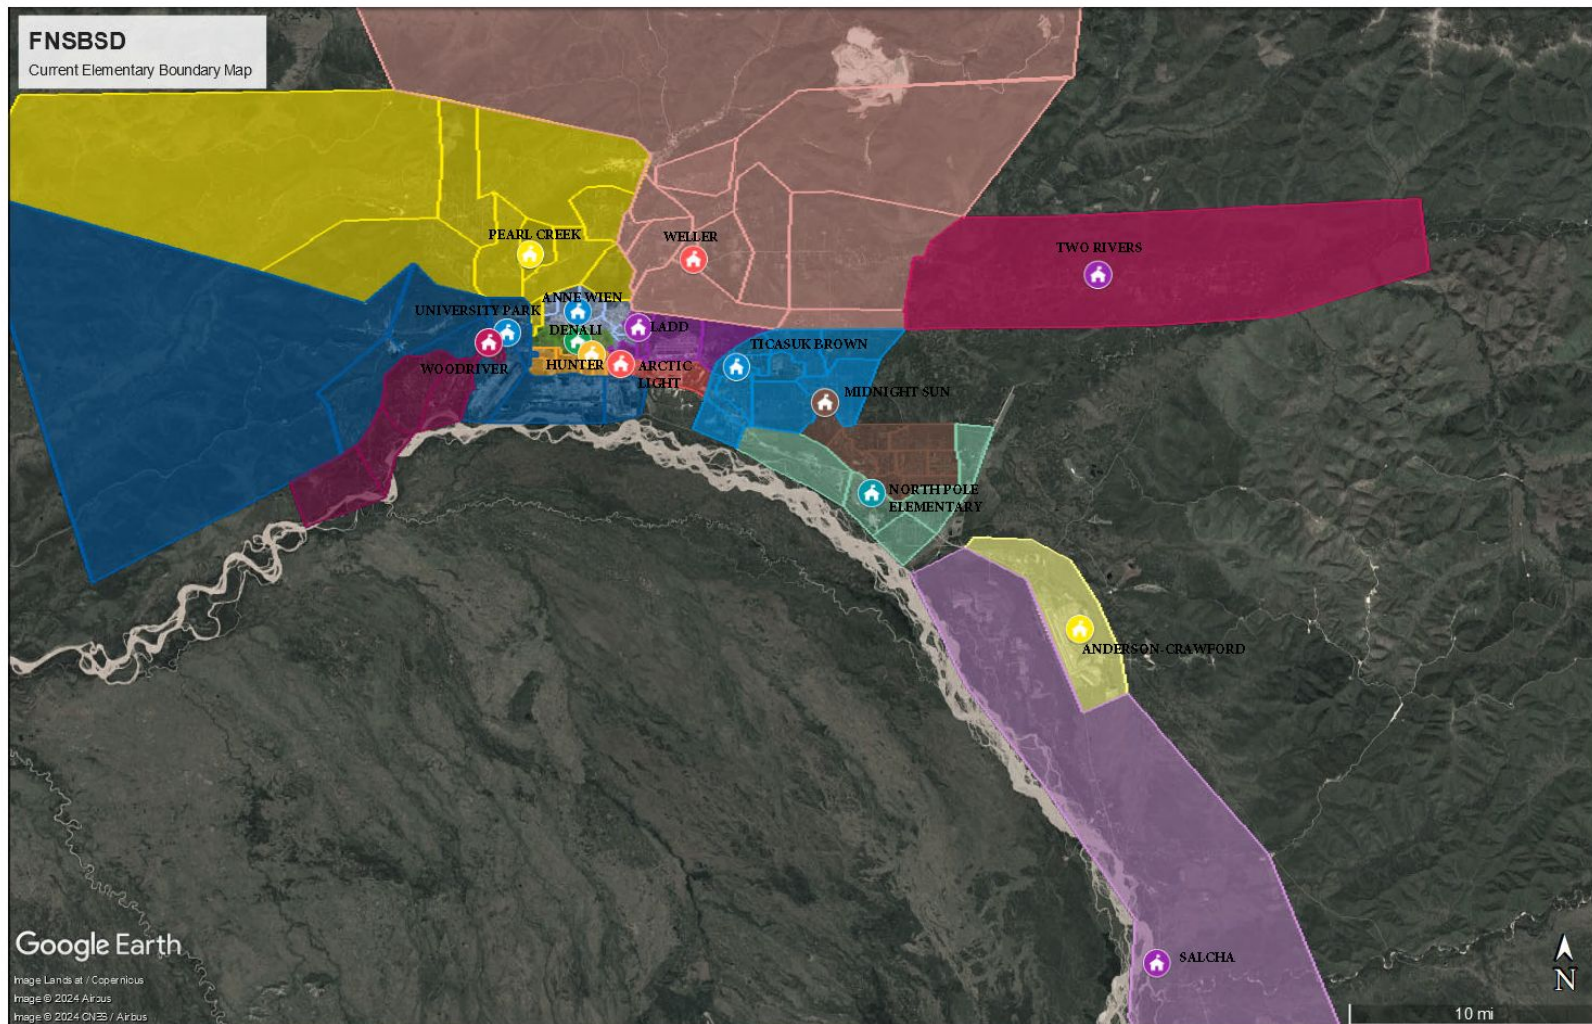 FNSBSD
Current Elementary Boundary Map
PEARL CREEK
WELLER
TWO RIVERS
ANNE WIEN
UNIVERSITY PARK
DENALI
LADD
TICASUK BROWN
WOODRIVER
HUNTER
ARCTIC
LIGHT
MIDNIGHT SUN
NORTH POLE
ELEMENTARY
ANDERSON-CRAWFORD
SALCHA
Google Earth
Image Landsat / Copernicus
Image © 2024 Airbus
Image © 2024 CNES / Airbus
N
10 mi